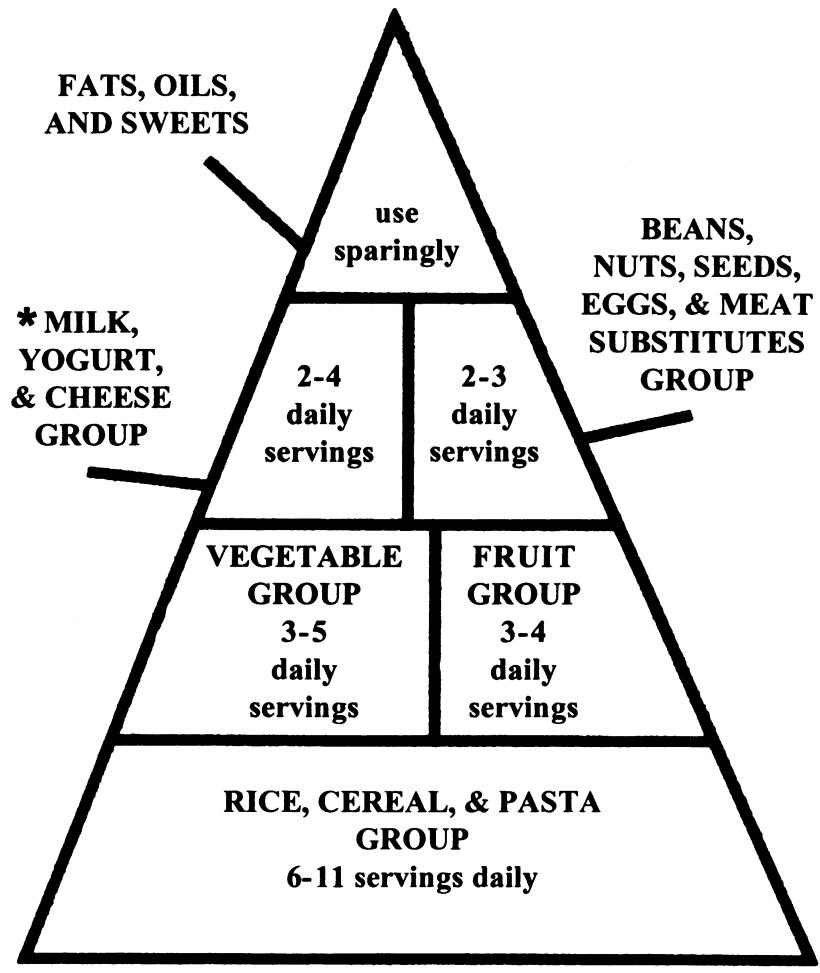 FATS, OILS,
AND SWEETS
use
sparingly
BEANS,
NUTS, SEEDS,
EGGS, & MEAT
SUBSTITUTES
GROUP
*MILK,
YOGURT,
& CHEESE
GROUP
2-4
daily
servings
2-3
daily
servings
VEGETABLE
GROUP
3-5
daily
servings
FRUIT
GROUP
3-4
daily
servings
RICE, CEREAL, & PASTA
GROUP
6-11 servings daily